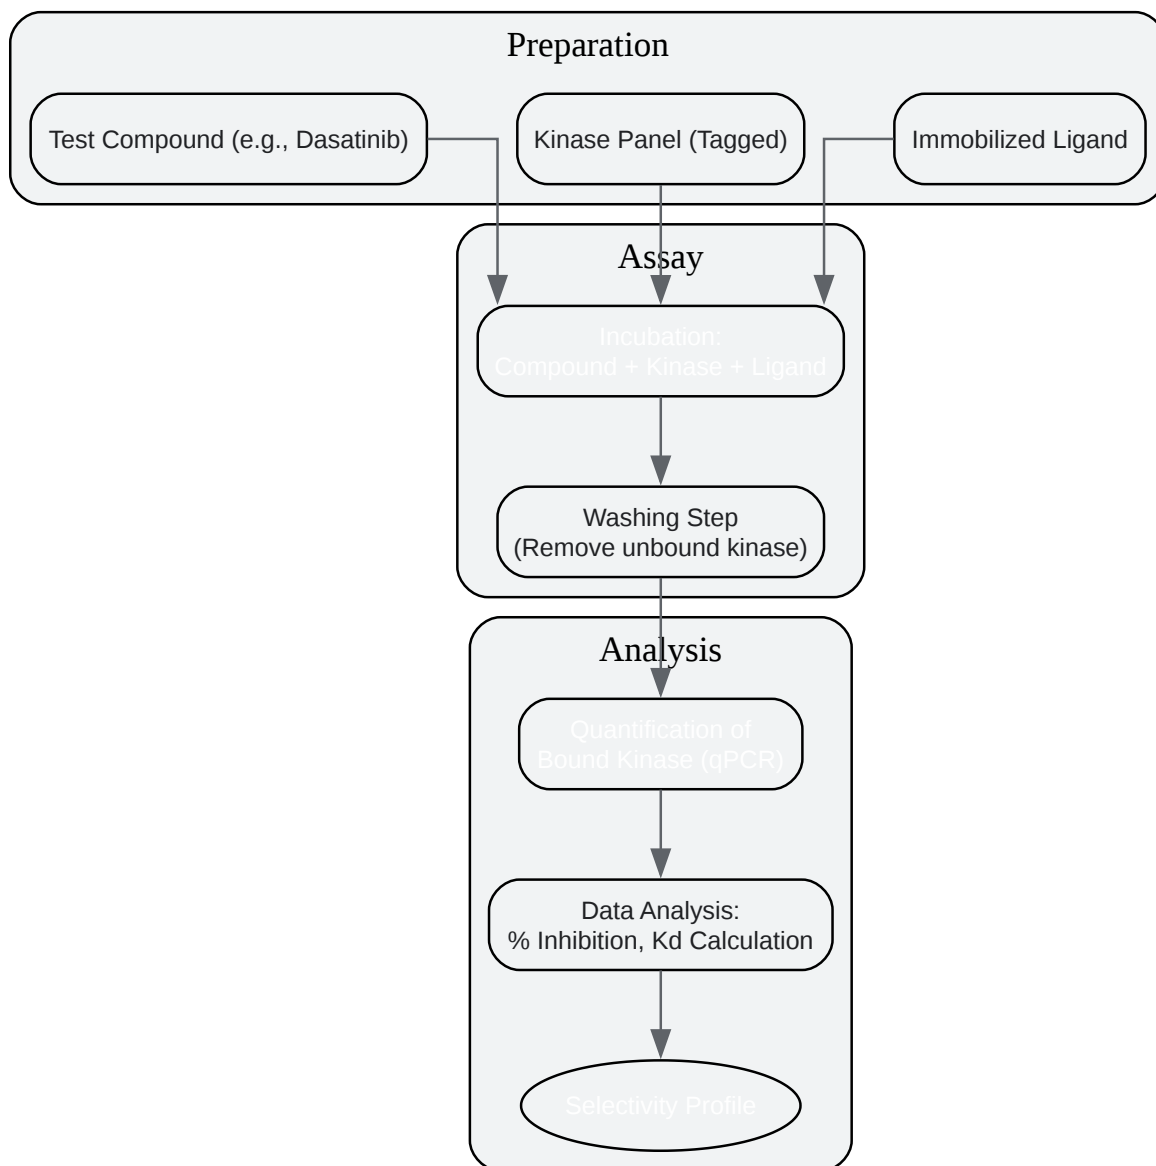 Preparation
Test Compound (e.g., Dasatinib)
Kinase Panel (Tagged)
Immobilized Ligand
Assay
Incubation:
Compound + Kinase + Ligand
Washing Step
(Remove unbound kinase)
Analysis
Quantification of
Bound Kinase (qPCR)
Data Analysis:
% Inhibition, Kd Calculation
Selectivity Profile